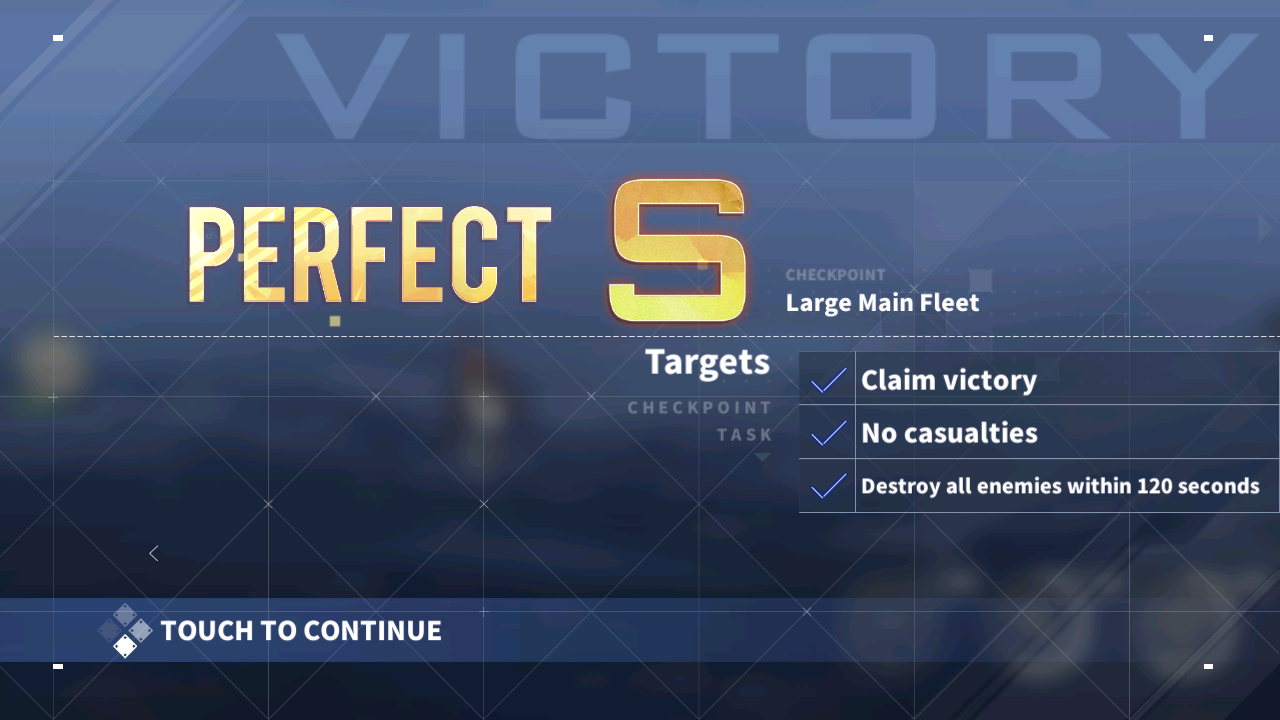 VICTORY
PERFECT S
CHECKPOINT
Large Main Fleet
Targets
CHECKPOINT
TASK
Claim victory
No casualties
Destroy all enemies within 120 seconds
TOUCH TO CONTINUE